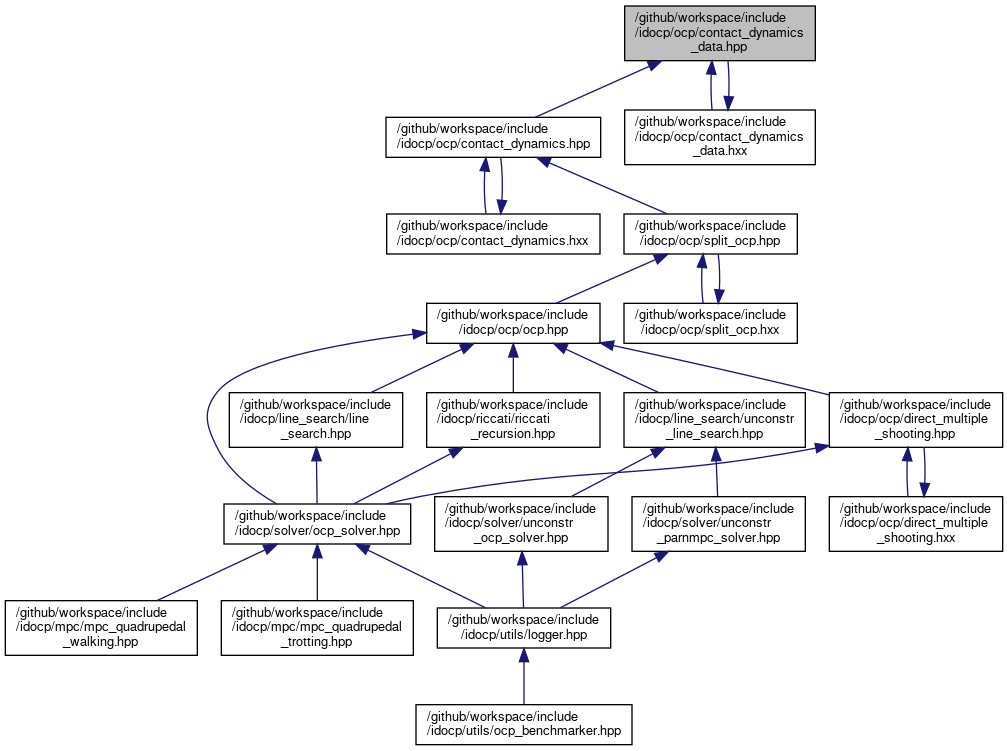 /github/workspace/include
/idocp/ocp/contact_dynamics
_data.hpp
/github/workspace/include
/idocp/ocp/contact_dynamics.hpp
/github/workspace/include
/idocp/ocp/contact_dynamics
_data.hxx
/github/workspace/include
/idocp/ocp/contact_dynamics.hxx
/github/workspace/include
/idocp/ocp/split_ocp.hpp
/github/workspace/include
/idocp/ocp/ocp.hpp
/github/workspace/include
/idocp/ocp/split_ocp.hxx
/github/workspace/include
/idocp/line_search/line
_search.hpp
/github/workspace/include
/idocp/riccati/riccati
_recursion.hpp
/github/workspace/include
/idocp/line_search/unconstr
_line_search.hpp
/github/workspace/include
/idocp/ocp/direct_multiple
_shooting.hpp
/github/workspace/include
/idocp/solver/ocp_solver.hpp
/github/workspace/include
/idocp/solver/unconstr
_ocp_solver.hpp
/github/workspace/include
/idocp/solver/unconstr
_parnmpc_solver.hpp
/github/workspace/include
/idocp/ocp/direct_multiple
_shooting.hxx
/github/workspace/include
/idocp/mpc/mpc_quadrupedal
_walking.hpp
/github/workspace/include
/idocp/mpc/mpc_quadrupedal
_trotting.hpp
/github/workspace/include
/idocp/utils/logger.hpp
/github/workspace/include
/idocp/utils/ocp_benchmarker.hpp